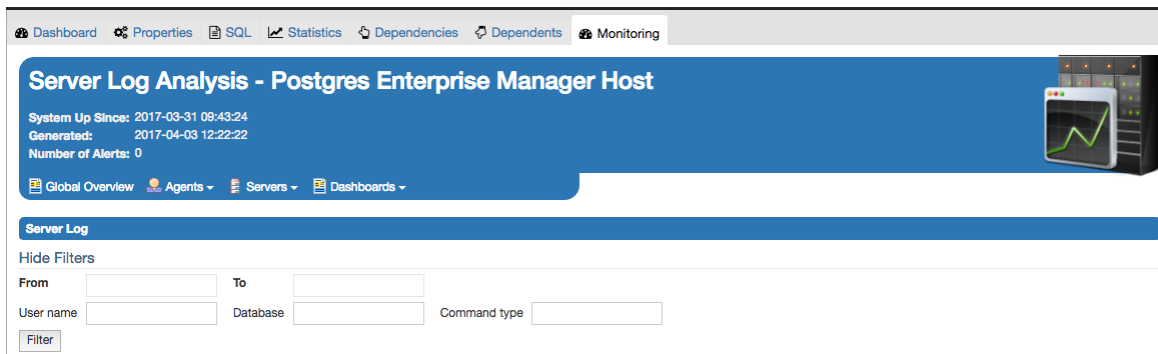 Dashboard Properties SQL Statistics Dependencies Dependents Monitoring
Server Log Analysis - Postgres Enterprise Manager Host
System Up Since: 2017-03-31 09:43:24
Generated: 2017-04-03 12:22:22
Number of Alerts: 0
Global Overview Agents Servers Dashboards
Server Log
Hide Filters
From To
User name Database Command type
Filter